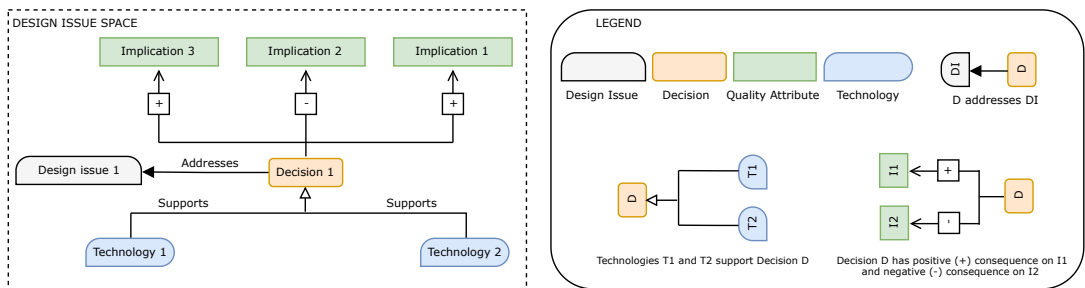 DESIGN ISSUE SPACE
Implication 3
Implication 2
Implication 1
+
-
+
Design issue 1
Addresses
Decision 1
Supports
Supports
Technology 1
Technology 2
LEGEND
Design Issue
Decision
Quality Attribute
Technology
DI
D
D addresses DI
D
T1
T2
Technologies T1 and T2 support Decision D
I1
+
D
I2
-
Decision D has positive (+) consequence on I1
and negative (-) consequence on I2